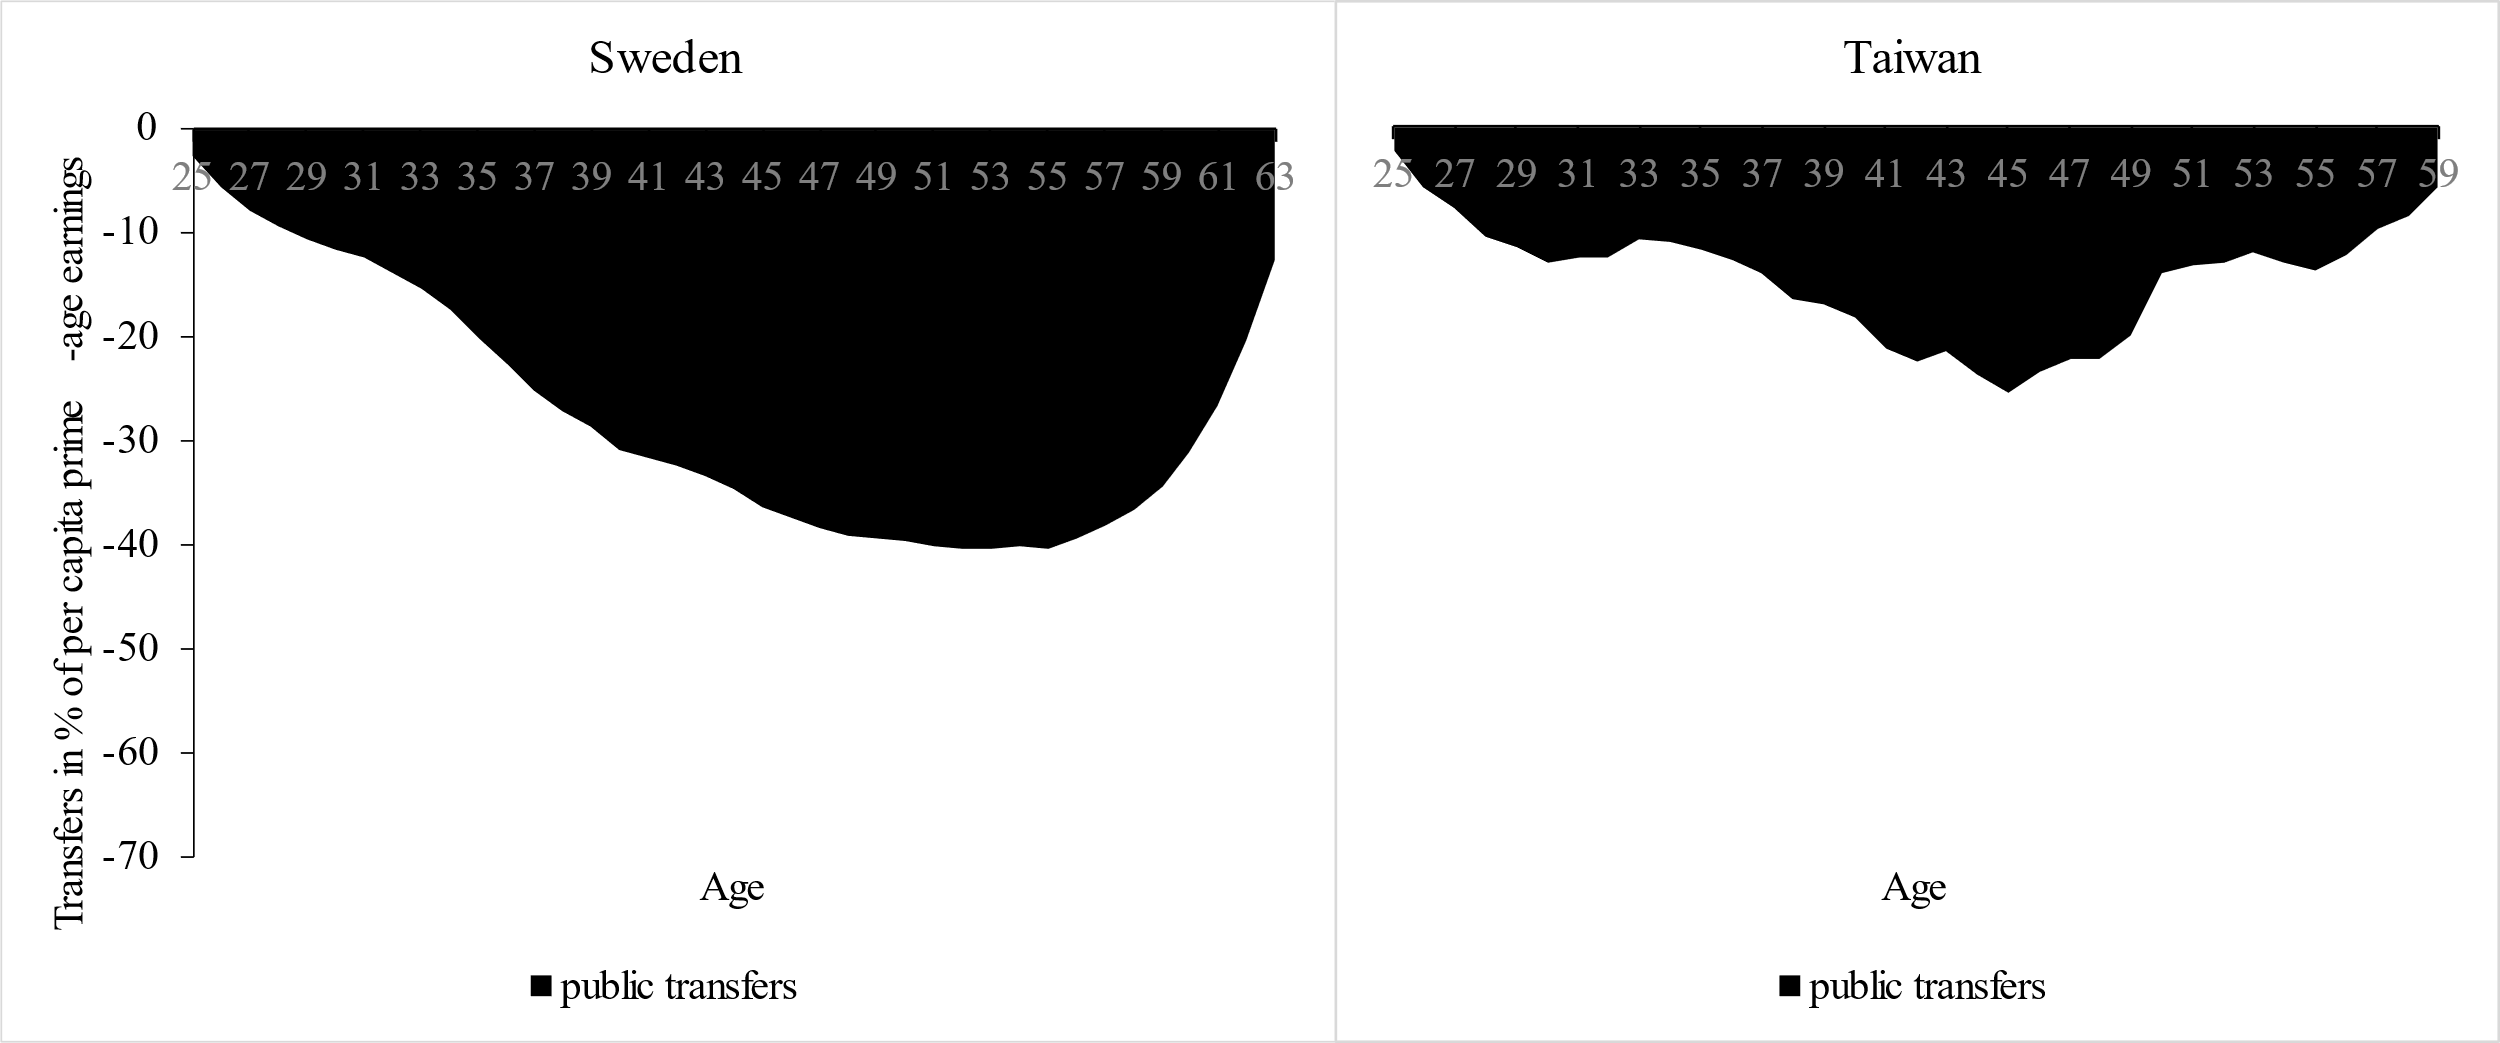 Sweden
0
-10
-20
-30
-40
-50
-60
-70
Transfers in % of per capita prime -age earnings
25 27 29 31 33 35 37 39 41 43 45 47 49 51 53 55 57 59 61 63
Age
public transfers
Taiwan
25 27 29 31 33 35 37 39 41 43 45 47 49 51 53 55 57 59
Age
public transfers